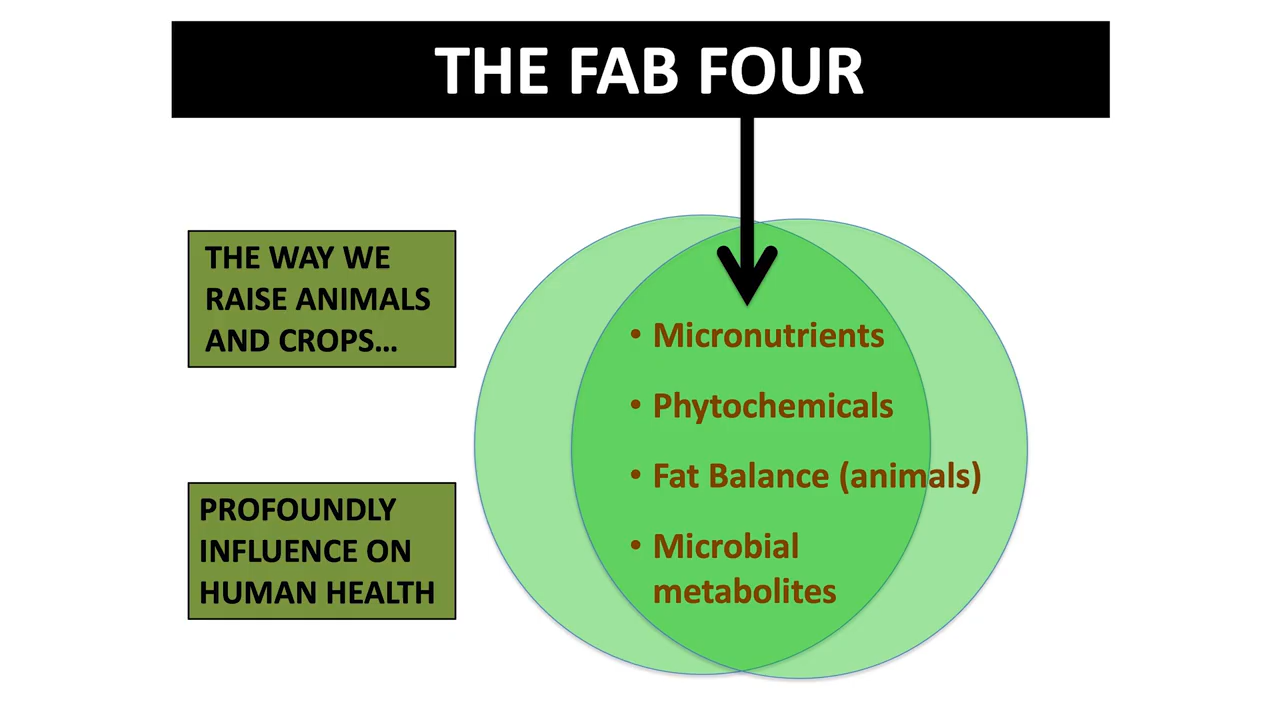 THE FAB FOUR
THE WAY WE
RAISE ANIMALS
AND CROPS…
PROFOUNDLY
INFLUENCE ON
HUMAN HEALTH
• Micronutrients
• Phytochemicals
• Fat Balance (animals)
• Microbial
metabolites